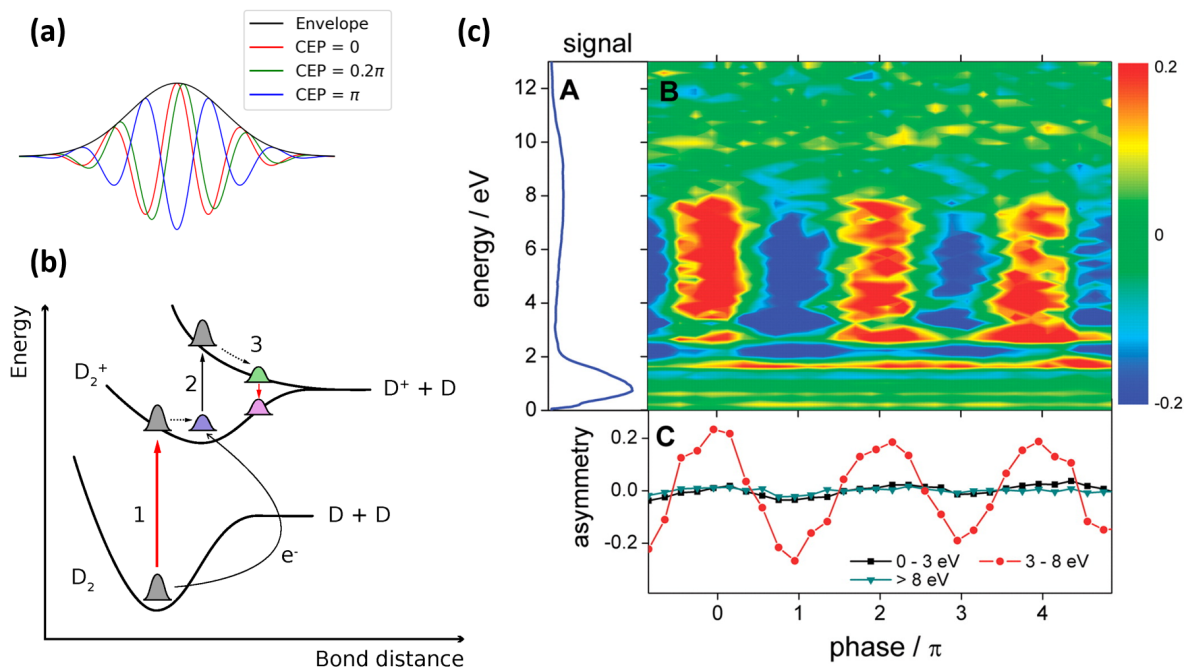 (a)
Envelope
CEP = 0
CEP = 0.2π
CEP = π
(b)
Energy
D₂⁺
D⁺ + D
3
2
1
D + D
e⁻
D₂
Bond distance
(c)
signal
A
B
energy / eV
12
10
8
6
4
2
0
0.2
0
-0.2
C
asymmetry
0.2
0.0
-0.2
0 - 3 eV
3 - 8 eV
> 8 eV
0 1 2 3 4
phase / π